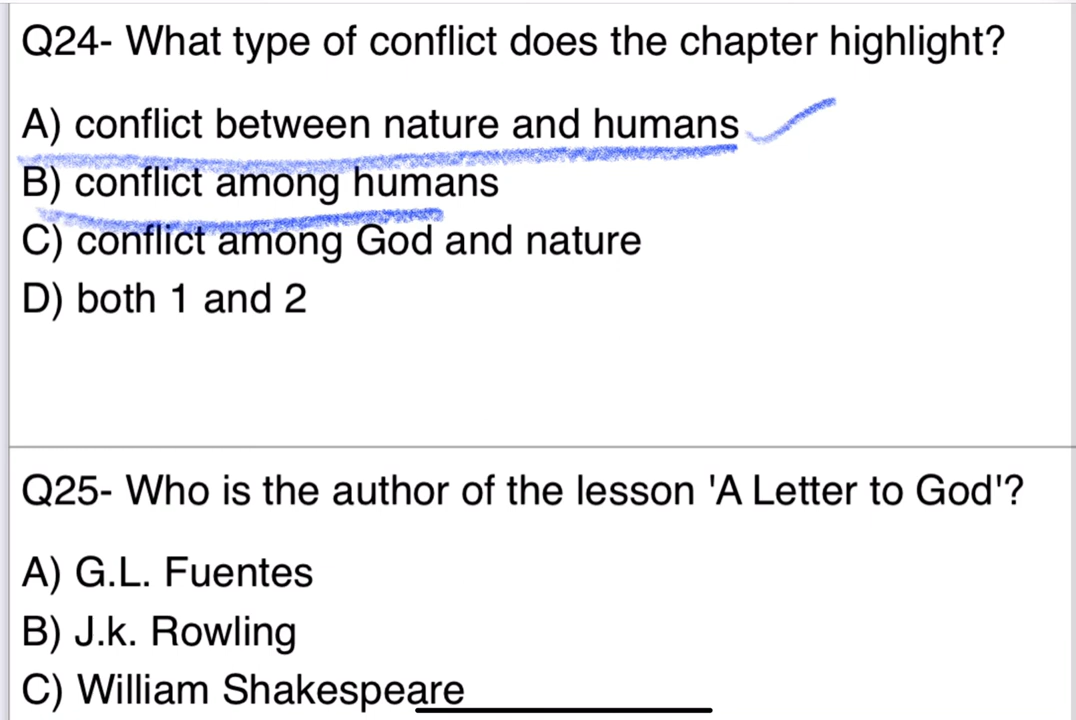 Q24- What type of conflict does the chapter highlight?
A) conflict between nature and humans
B) conflict among humans
C) conflict among God and nature
D) both 1 and 2
Q25- Who is the author of the lesson 'A Letter to God'?
A) G.L. Fuentes
B) J.k. Rowling
C) William Shakespeare